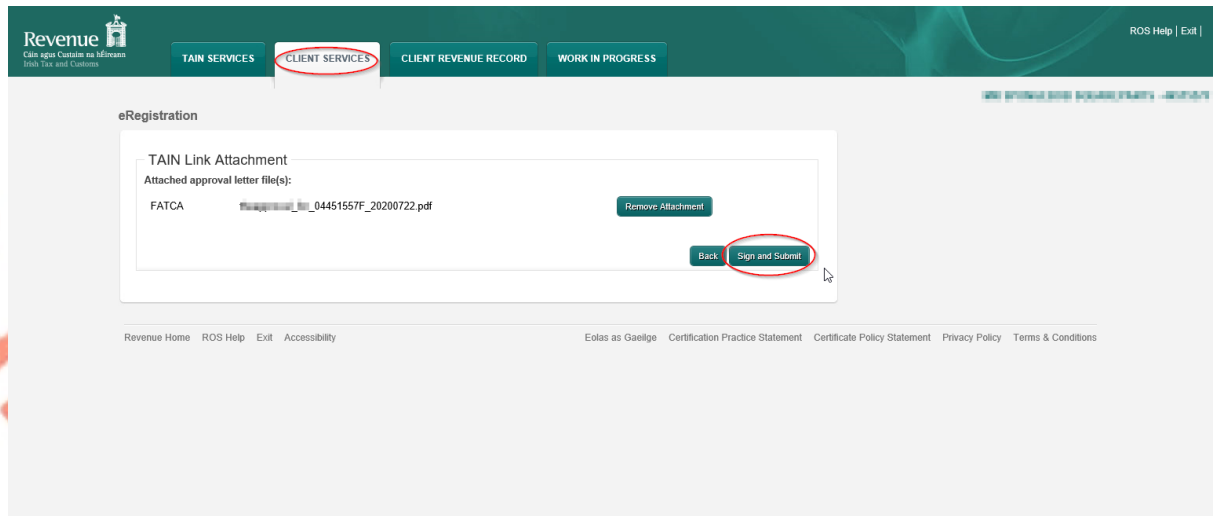 Revenue
Cáin agus Custaim na hÉireann
Irish Tax and Customs
ROS Help | Exit |
TAIN SERVICES
CLIENT SERVICES
CLIENT REVENUE RECORD
WORK IN PROGRESS
eRegistration
TAIN Link Attachment
Attached approval letter file(s):
FATCA _04451557F_20200722.pdf Remove Attachment
Back Sign and Submit
Revenue Home ROS Help Exit Accessibility Eolas as Gaeilge Certification Practice Statement Certificate Policy Statement Privacy Policy Terms & Conditions